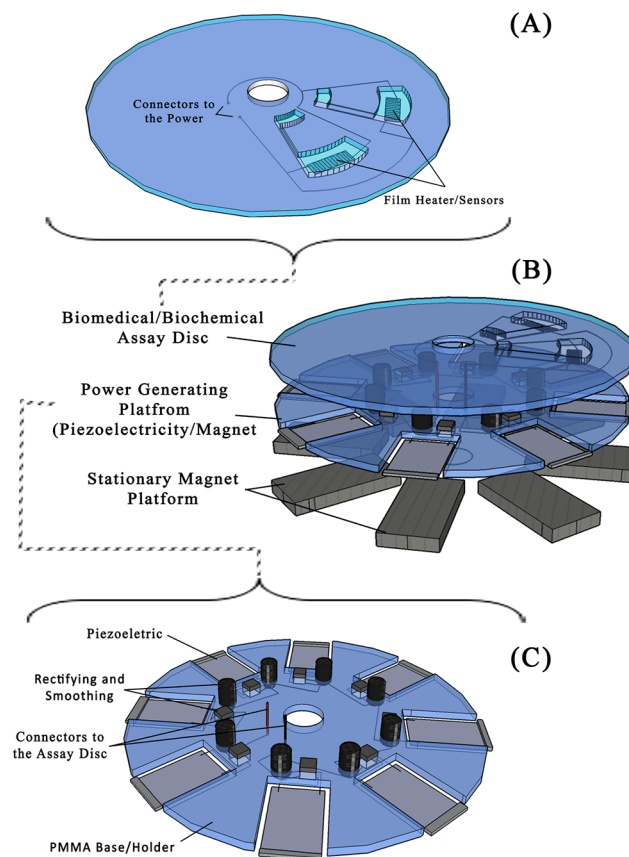 (A)
Connectors to
the Power
Film Heater/Sensors
(B)
Biomedical/Biochemical
Assay Disc
Power Generating
Platfrom
(Piezoelectricity/Magnet
Stationary Magnet
Platform
(C)
Piezoeletric
Rectifying and
Smoothing
Connectors to
the Assay Disc
PMMA Base/Holder